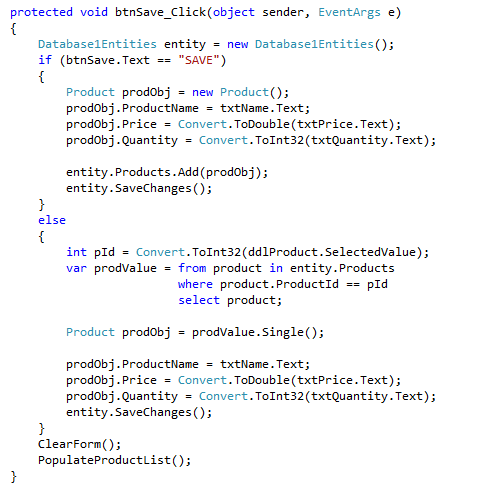 protected void btnSave_Click(object sender, EventArgs e)
{
    Database1Entities entity = new Database1Entities();
    if (btnSave.Text == "SAVE")
    {
        Product prodObj = new Product();
        prodObj.ProductName = txtName.Text;
        prodObj.Price = Convert.ToDouble(txtPrice.Text);
        prodObj.Quantity = Convert.ToInt32(txtQuantity.Text);

        entity.Products.Add(prodObj);
        entity.SaveChanges();
    }
    else
    {
        int pId = Convert.ToInt32(ddlProduct.SelectedValue);
        var prodValue = from product in entity.Products
                        where product.ProductId == pId
                        select product;

        Product prodObj = prodValue.Single();

        prodObj.ProductName = txtName.Text;
        prodObj.Price = Convert.ToDouble(txtPrice.Text);
        prodObj.Quantity = Convert.ToInt32(txtQuantity.Text);
        entity.SaveChanges();
    }
    ClearForm();
    PopulateProductList();
}